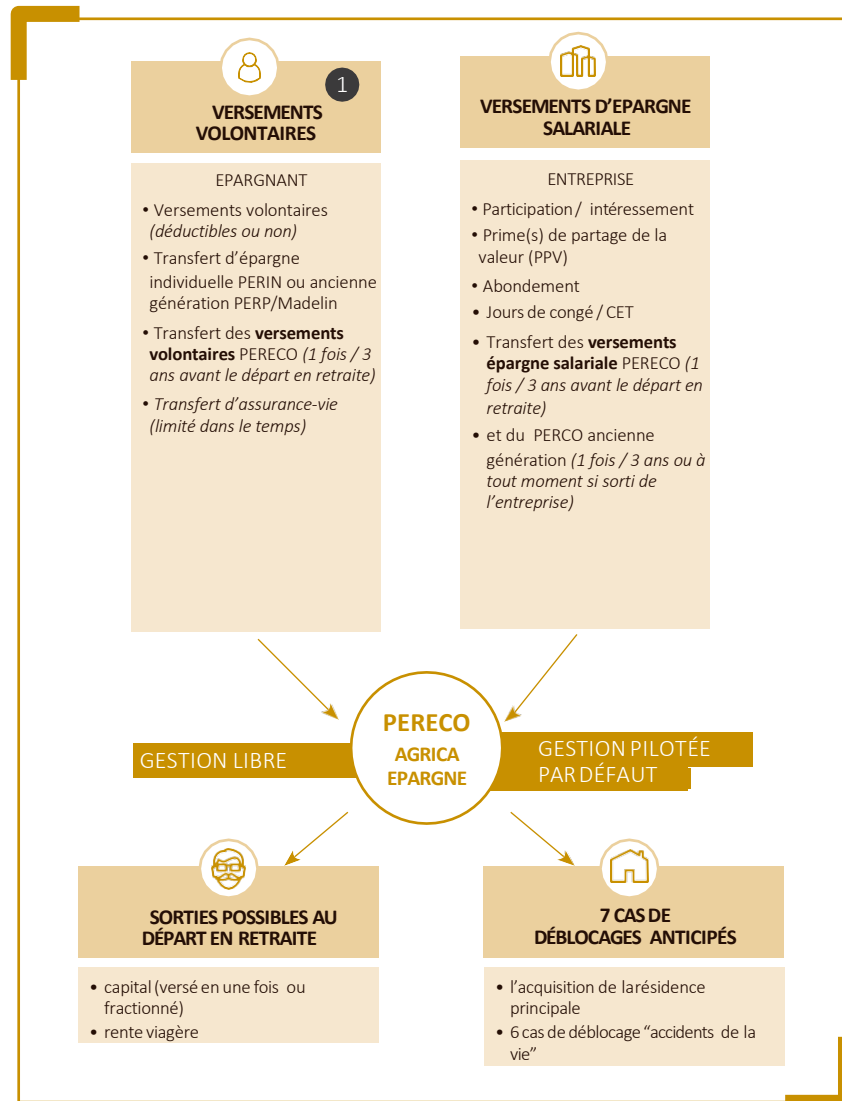 1
VERSEMENTS
VOLONTAIRES
EPARGNANT
• Versements volontaires
(déductibles ou non)
• Transfert d’épargne
individuelle PERIN ou ancienne
génération PERP/Madelin
• Transfert des versements
volontaires PERECO (1 fois / 3
ans avant le départ en retraite)
• Transfert d’assurance-vie
(limité dans le temps)
VERSEMENTS D’EPARGNE
SALARIALE
ENTREPRISE
• Participation / intéressement
• Prime(s) de partage de la
valeur (PPV)
• Abondement
• Jours de congé / CET
• Transfert des versements
épargne salariale PERECO (1
fois / 3 ans avant le départ en
retraite)
• et du PERCO ancienne
génération (1 fois / 3 ans ou à
tout moment si sorti de
l’entreprise)
PERECO
AGRICA
EPARGNE
GESTION LIBRE
GESTION PILOTÉE
PAR DÉFAUT
SORTIES POSSIBLES AU
DÉPART EN RETRAITE
• capital (versé en une fois ou
fractionné)
• rente viagère
7 CAS DE
DÉBLOCAGES ANTICIPÉS
• l’acquisition de larésidence
principale
• 6 cas de déblocage “accidents de la
vie”